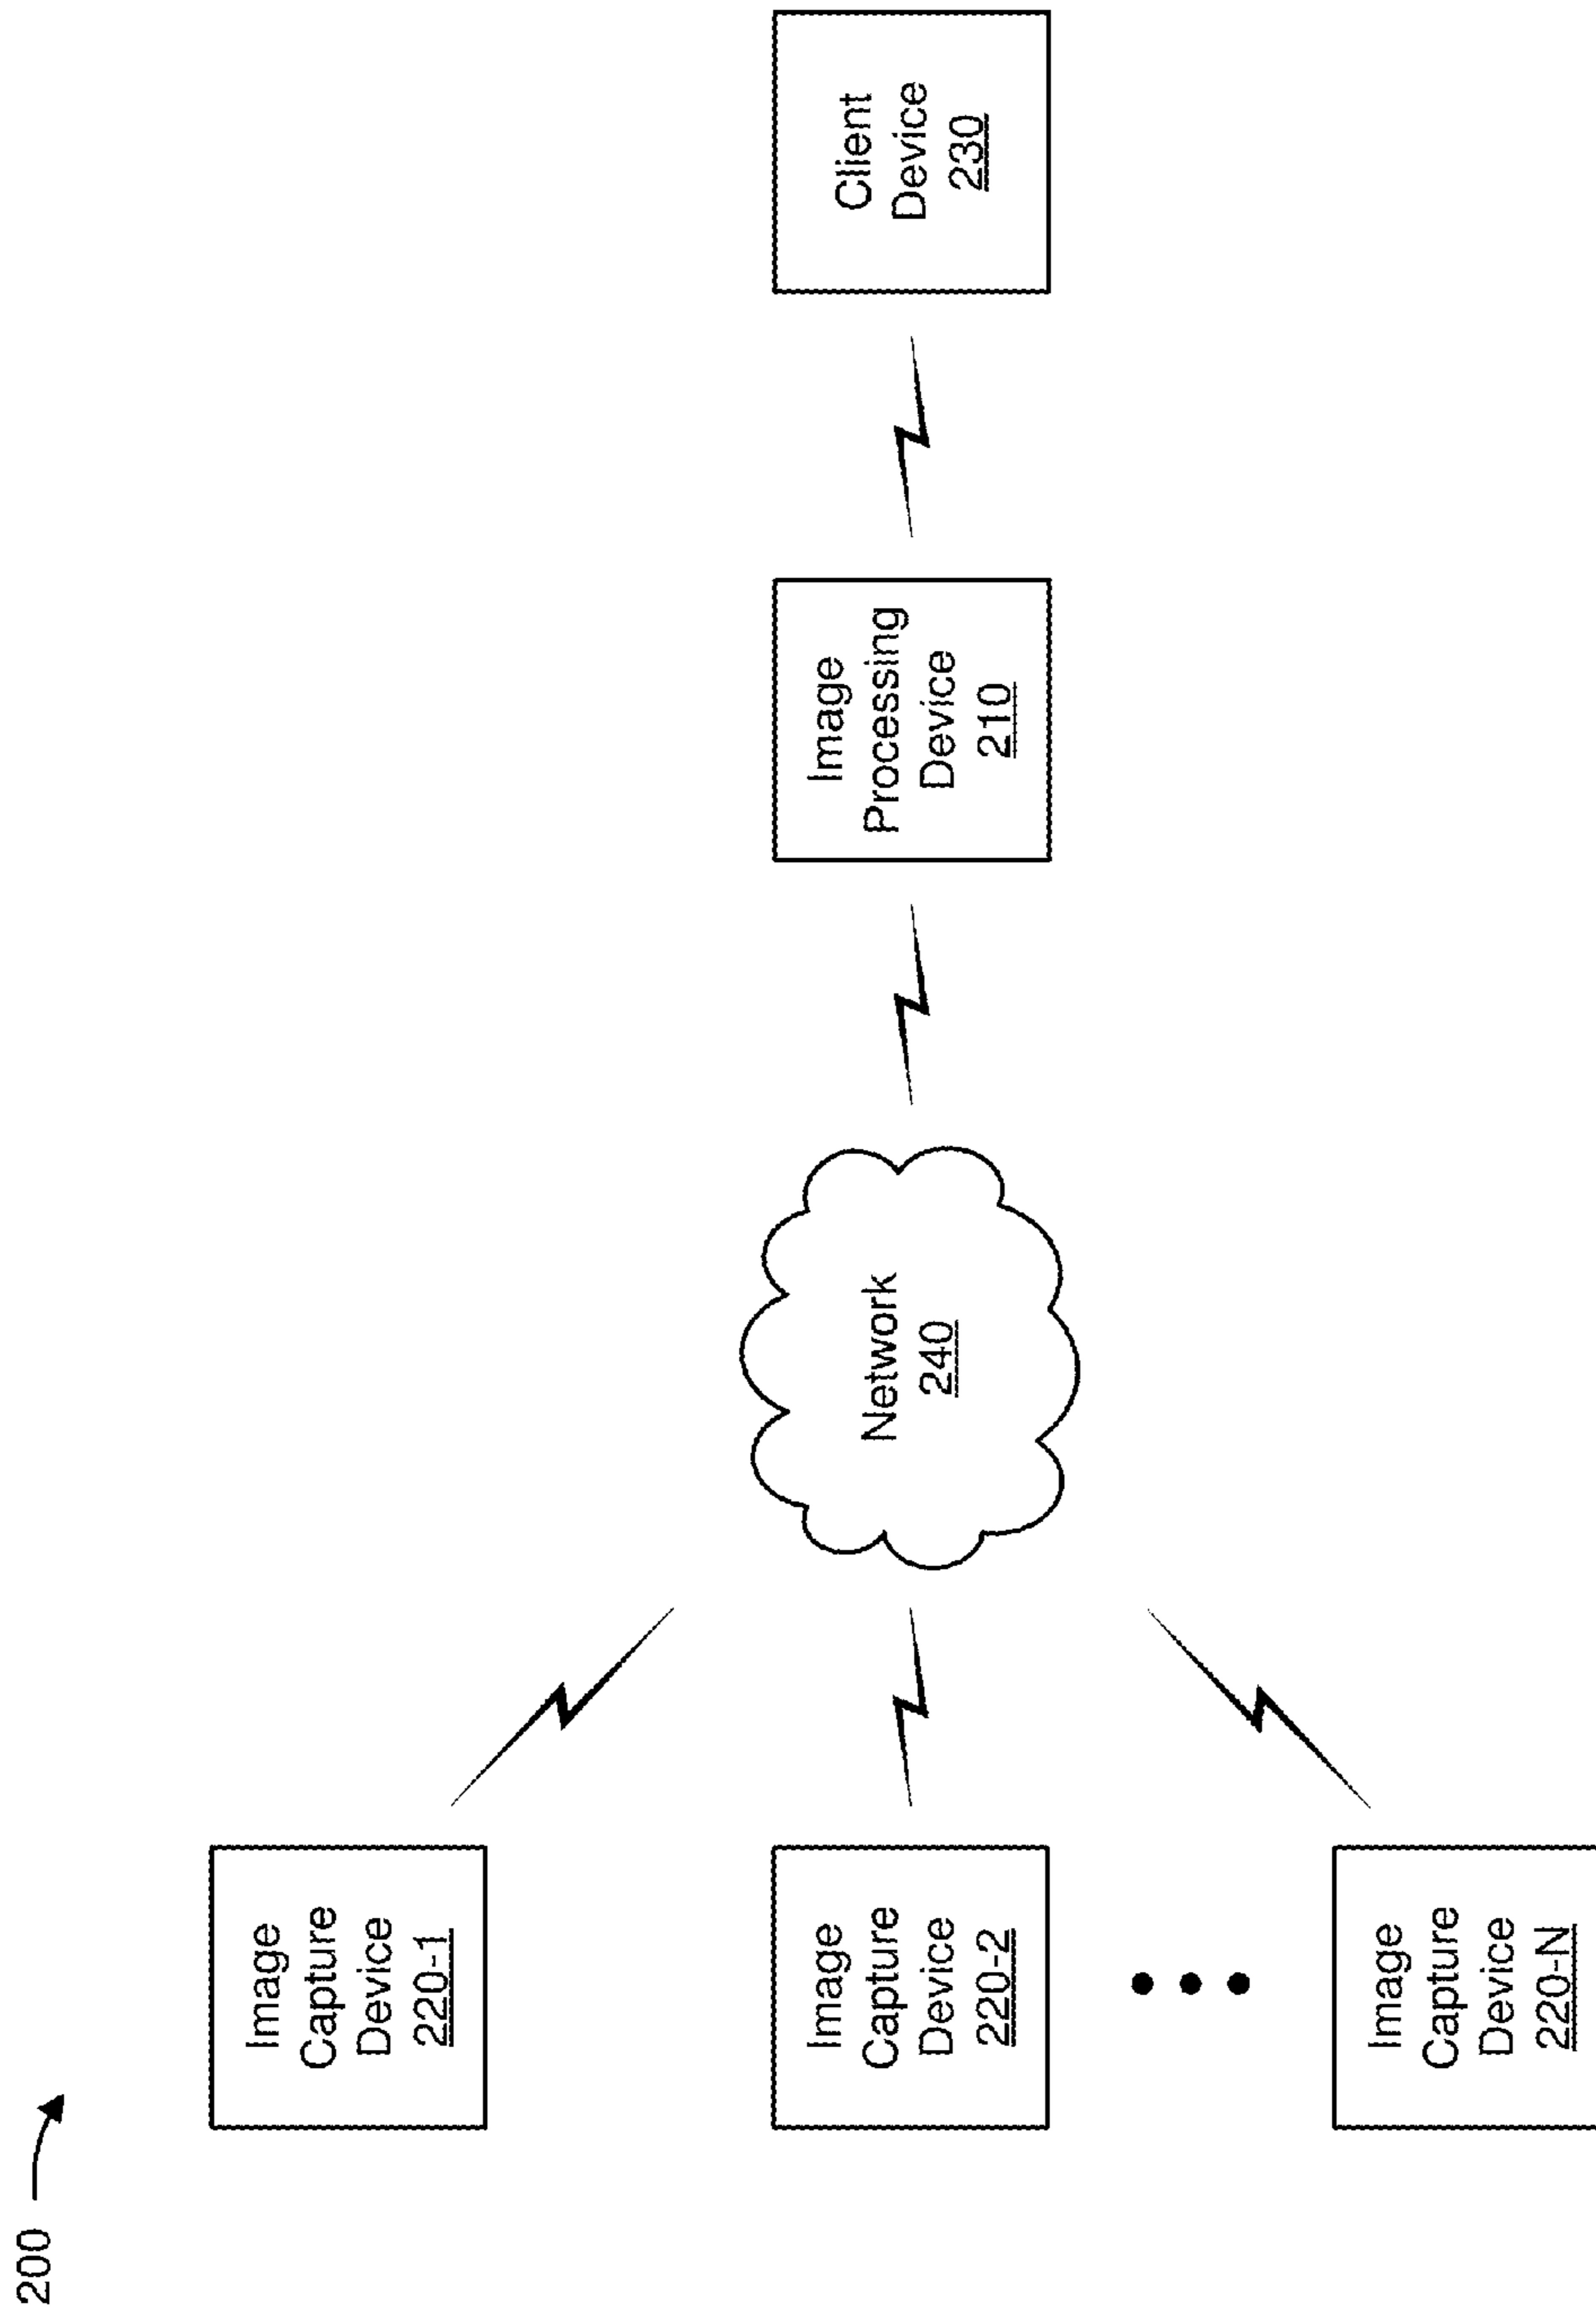 200
Image
Capture
Device
220-1
Image
Capture
Device
220-2
Image
Capture
Device
220-N
Network
240
Image
Processing
Device
210
Client
Device
230